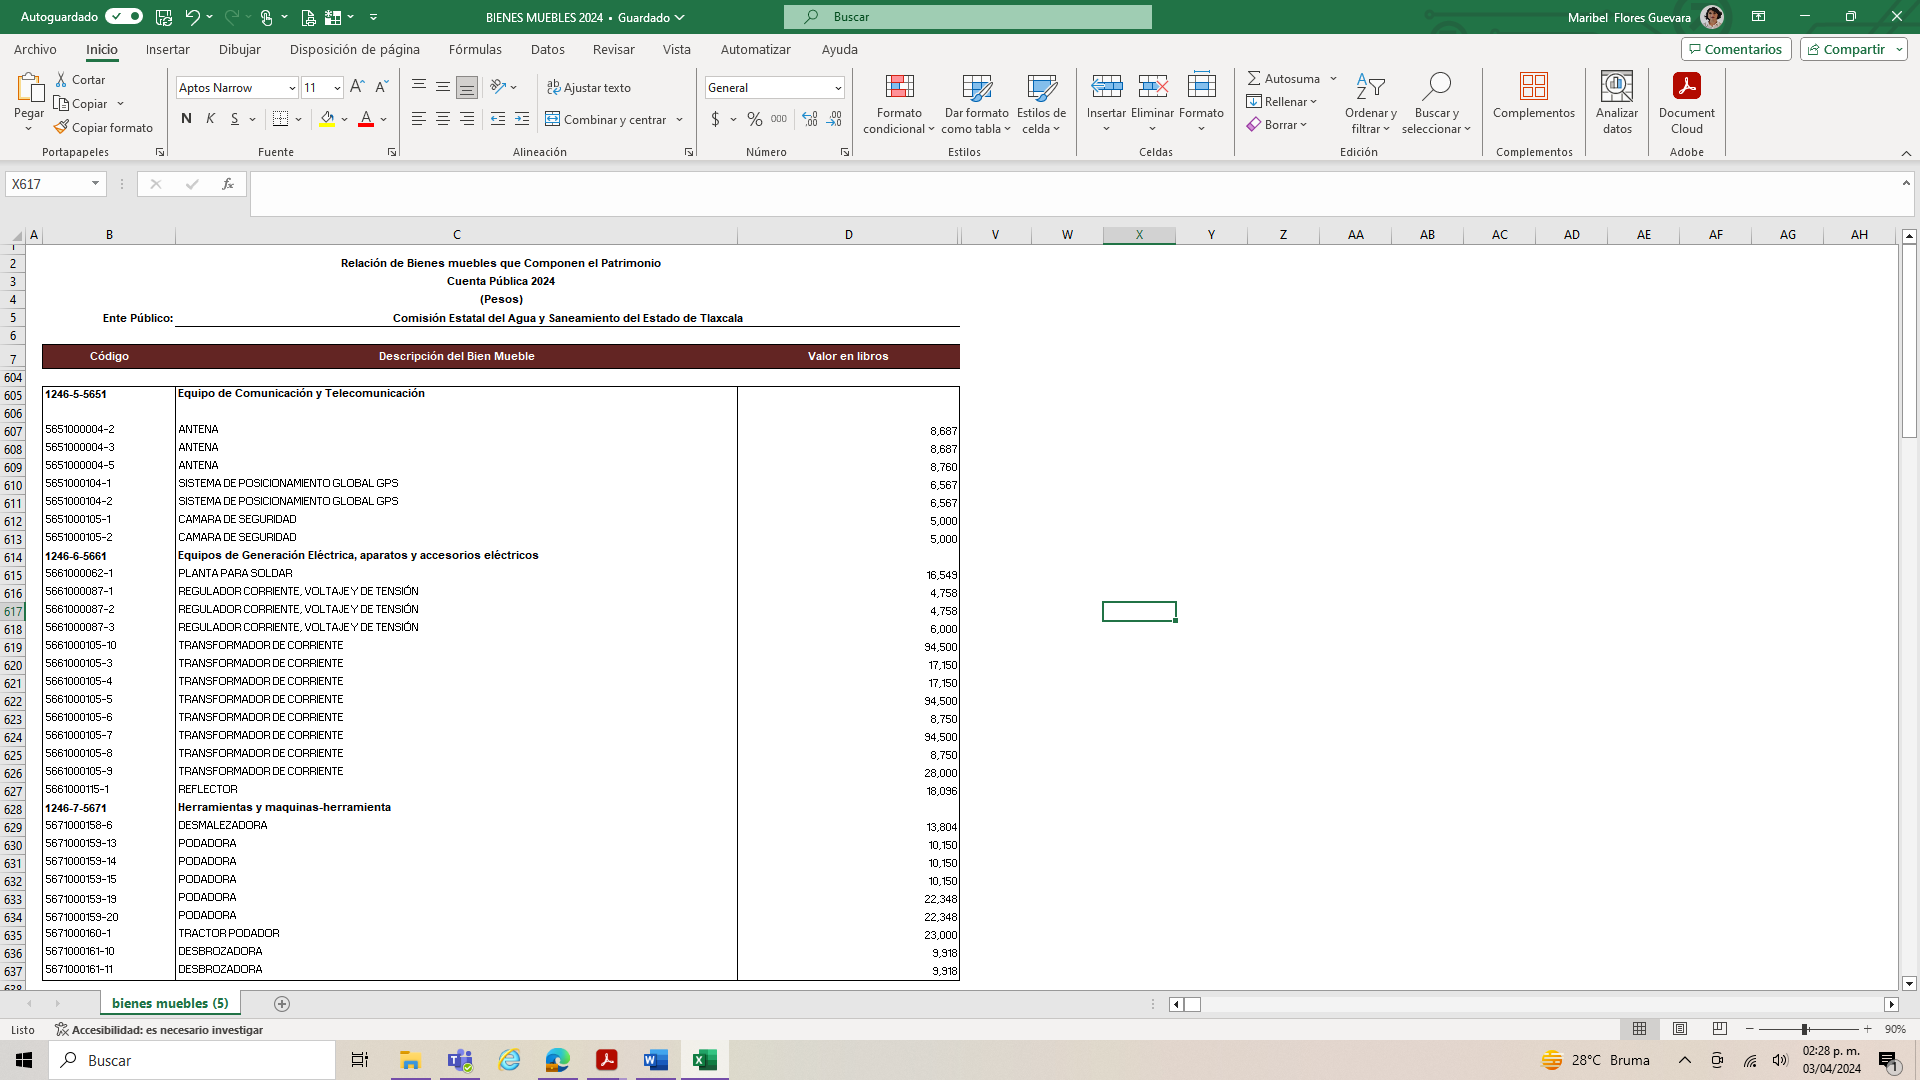 Autoguardado BIENES MUEBLES 2024 • Guardado Buscar Maribel Flores Guevara
Archivo Inicio Insertar Dibujar Disposición de página Fórmulas Datos Revisar Vista Automatizar Ayuda Comentarios Compartir
Pegar
Cortar
Copiar
Copiar formato
Portapapeles
Aptos Narrow 11
N K S
Fuente
Ajustar texto
Combinar y centrar
Alineación
General
$ % 000
Número
Formato condicional
Dar formato como tabla
Estilos de celda
Estilos
Insertar Eliminar Formato
Celdas
Autosuma
Rellenar
Borrar
Ordenar y filtrar
Buscar y seleccionar
Edición
Complementos
Complementos
Analizar datos
Document Cloud
Adobe
X617 fx
A B C D V W X Y Z AA AB AC AD AE AF AG AH
2 Relación de Bienes muebles que Componen el Patrimonio
3 Cuenta Pública 2024
4 (Pesos)
5 Ente Público: Comisión Estatal del Agua y Saneamiento del Estado de Tlaxcala
6
7 Código Descripción del Bien Mueble Valor en libros
604
605 1246-5-5651 Equipo de Comunicación y Telecomunicación
606
607 5651000004-2 ANTENA 8,687
608 5651000004-3 ANTENA 8,687
609 5651000004-5 ANTENA 8,760
610 5651000104-1 SISTEMA DE POSICIONAMIENTO GLOBAL GPS 6,567
611 5651000104-2 SISTEMA DE POSICIONAMIENTO GLOBAL GPS 6,567
612 5651000105-1 CAMARA DE SEGURIDAD 5,000
613 5651000105-2 CAMARA DE SEGURIDAD 5,000
614 1246-6-5661 Equipos de Generación Eléctrica, aparatos y accesorios eléctricos
615 5661000062-1 PLANTA PARA SOLDAR 16,549
616 5661000087-1 REGULADOR CORRIENTE, VOLTAJE Y DE TENSIÓN 4,758
617 5661000087-2 REGULADOR CORRIENTE, VOLTAJE Y DE TENSIÓN 4,758
618 5661000087-3 REGULADOR CORRIENTE, VOLTAJE Y DE TENSIÓN 6,000
619 5661000105-10 TRANSFORMADOR DE CORRIENTE 94,500
620 5661000105-3 TRANSFORMADOR DE CORRIENTE 17,150
621 5661000105-4 TRANSFORMADOR DE CORRIENTE 17,150
622 5661000105-5 TRANSFORMADOR DE CORRIENTE 94,500
623 5661000105-6 TRANSFORMADOR DE CORRIENTE 8,750
624 5661000105-7 TRANSFORMADOR DE CORRIENTE 94,500
625 5661000105-8 TRANSFORMADOR DE CORRIENTE 8,750
626 5661000105-9 TRANSFORMADOR DE CORRIENTE 28,000
627 5661000115-1 REFLECTOR 18,096
628 1246-7-5671 Herramientas y maquinas-herramienta
629 5671000158-6 DESMALEZADORA 13,804
630 5671000159-13 PODADORA 10,150
631 5671000159-14 PODADORA 10,150
632 5671000159-15 PODADORA 10,150
633 5671000159-19 PODADORA 22,348
634 5671000159-20 PODADORA 22,348
635 5671000160-1 TRACTOR PODADOR 23,000
636 5671000161-10 DESBROZADORA 9,918
637 5671000161-11 DESBROZADORA 9,918
638
bienes muebles (5)
Listo Accesibilidad: es necesario investigar 90%
Buscar 28°C Bruma 02:28 p. m.
03/04/2024 1